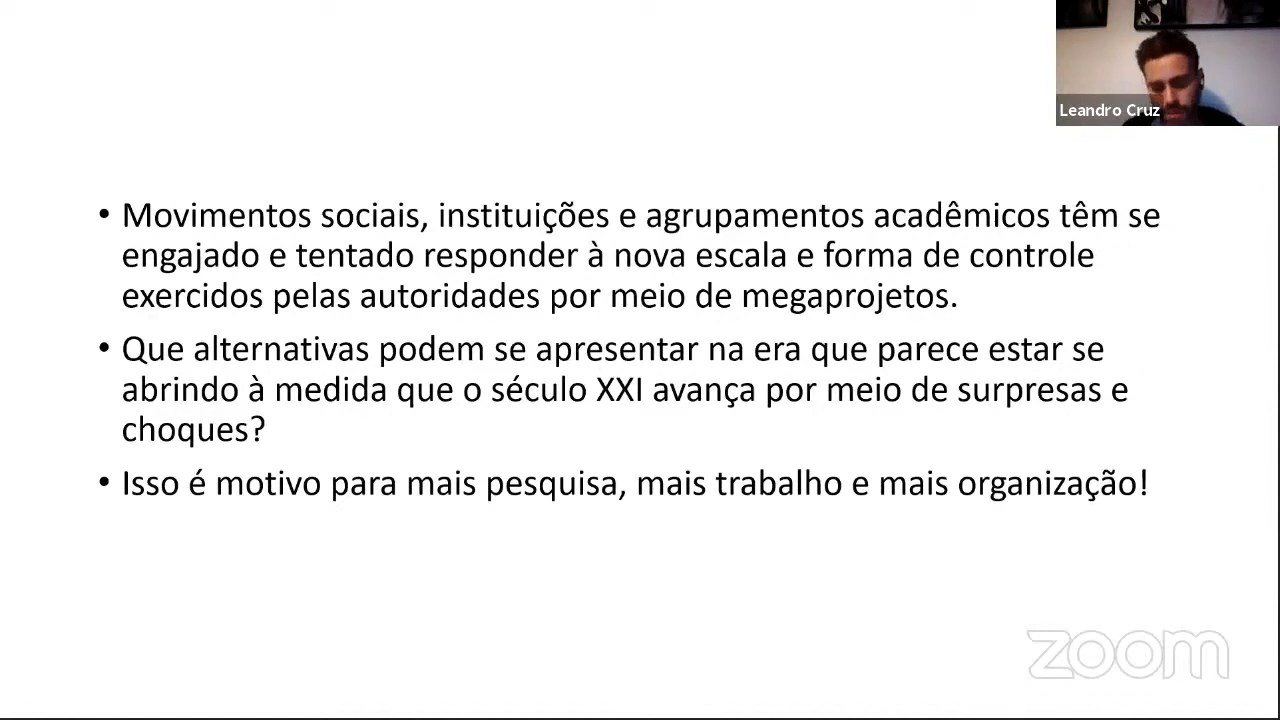 Leandro Cruz
• Movimentos sociais, instituições e agrupamentos acadêmicos têm se
engajado e tentado responder à nova escala e forma de controle
exercidos pelas autoridades por meio de megaprojetos.
• Que alternativas podem se apresentar na era que parece estar se
abrindo à medida que o século XXI avança por meio de surpresas e
choques?
• Isso é motivo para mais pesquisa, mais trabalho e mais organização!
zoom